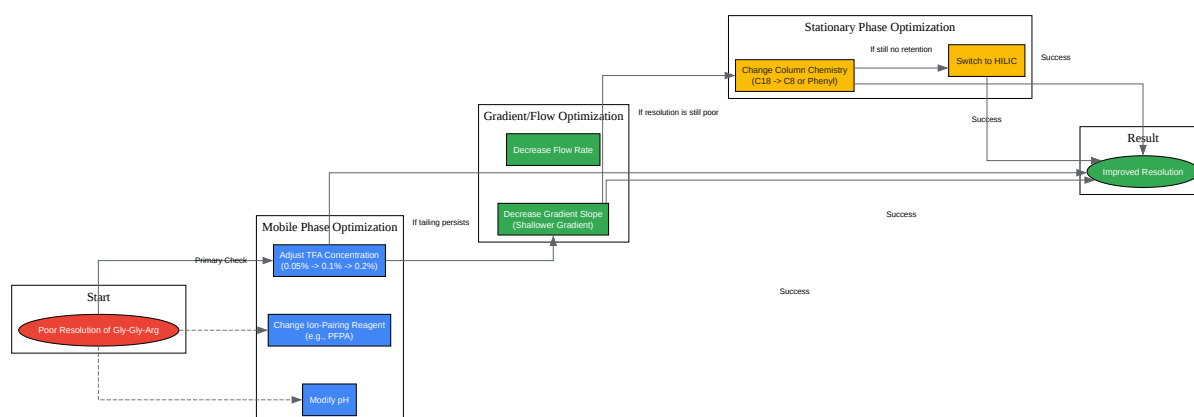 Stationary Phase Optimization
If still no retention
Change Column Chemistry
(C18 -> C8 or Phenyl)
Switch to HILIC
Success
Gradient/Flow Optimization
If resolution is still poor
Success
Decrease Flow Rate
Result
Improved Resolution
Decrease Gradient Slope
(Shallower Gradient)
Success
Mobile Phase Optimization
If tailing persists
Primary Check
Adjust TFA Concentration
(0.05% -> 0.1% -> 0.2%)
Success
Start
Poor Resolution of Gly-Gly-Arg
Change Ion-Pairing Reagent
(e.g., PFPA)
Modify pH